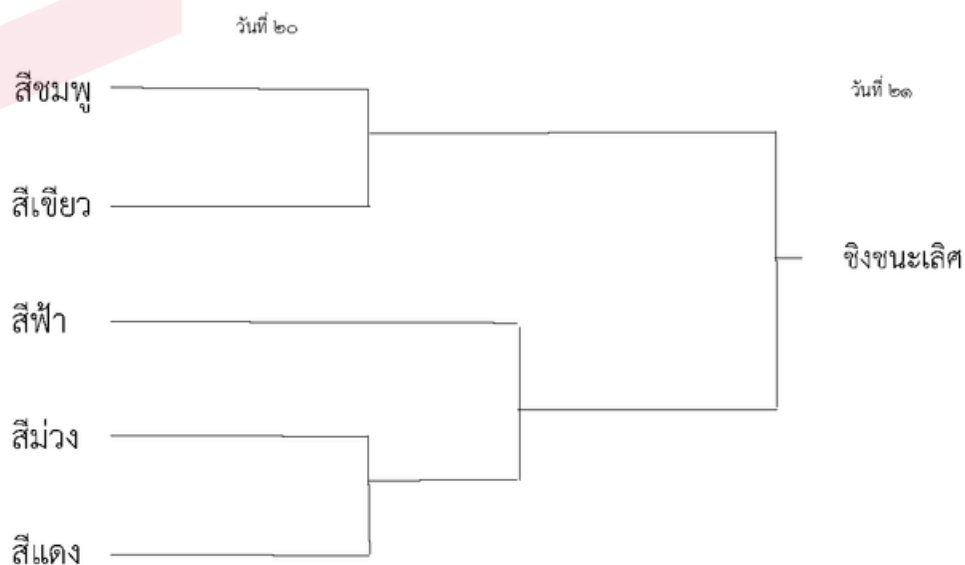 วันที่ ๒๐
สีชมพู
วันที่ ๒๑
สีเขียว
ชิงชนะเลิศ
สีฟ้า
สีม่วง
สีแดง